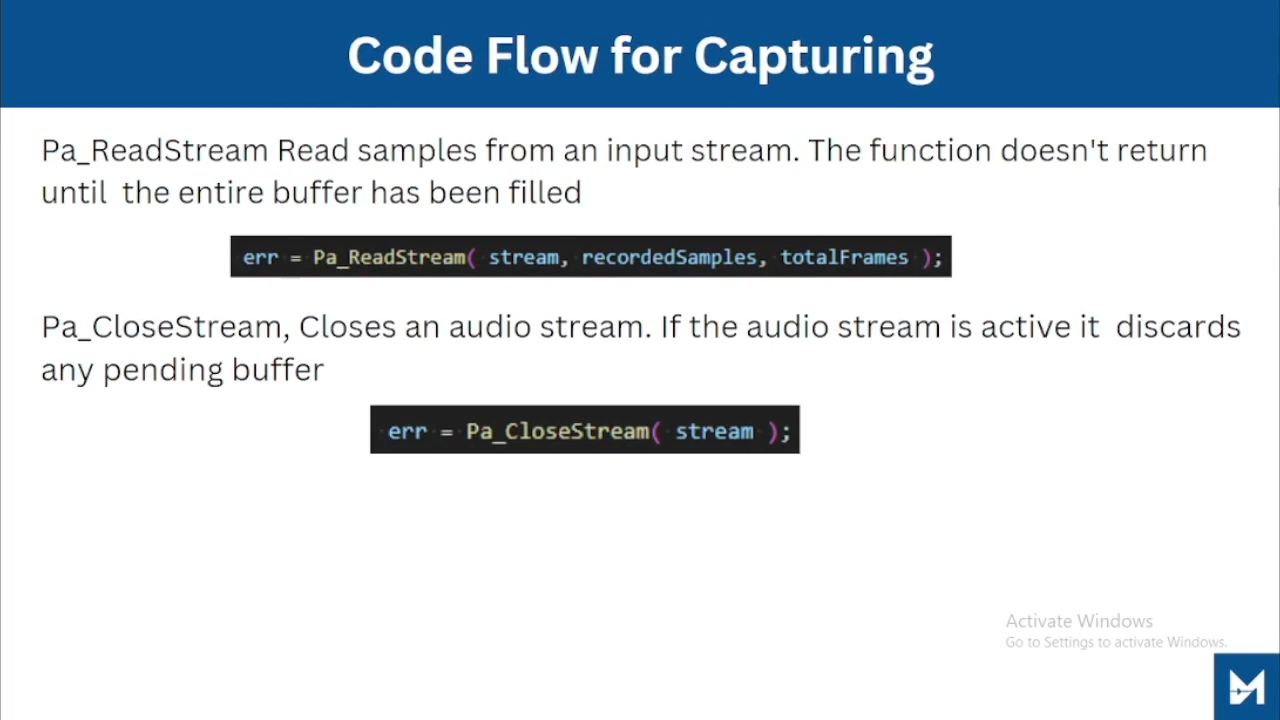 Code Flow for Capturing
Pa_ReadStream Read samples from an input stream. The function doesn't return
until the entire buffer has been filled
err = Pa_ReadStream( stream, recordedSamples, totalFrames );
Pa_CloseStream, Closes an audio stream. If the audio stream is active it discards
any pending buffer
err = Pa_CloseStream( stream );
Activate Windows
Go to Settings to activate Windows.